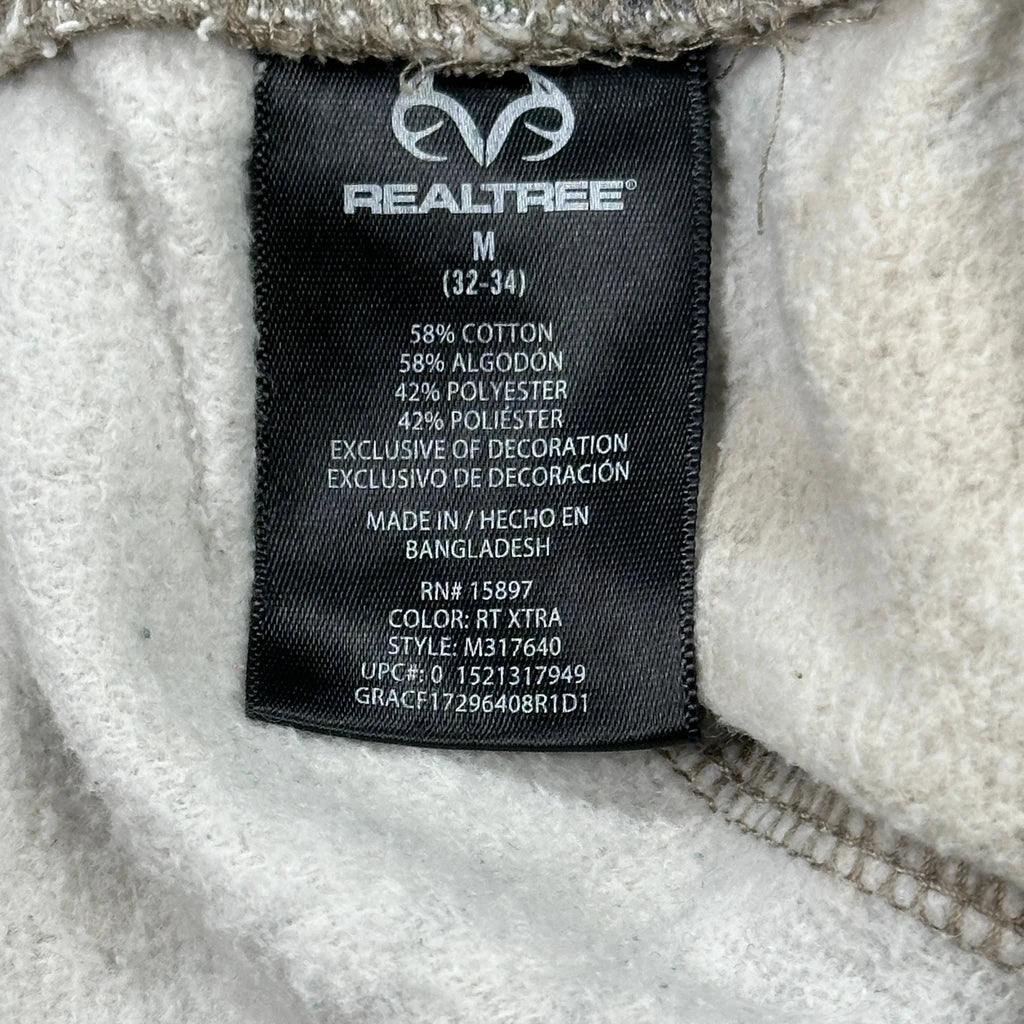 REALTREE®
M
(32-34)
58% COTTON
58% ALGODÓN
42% POLYESTER
42% POLIÉSTER
EXCLUSIVE OF DECORATION
EXCLUSIVO DE DECORACIÓN
MADE IN / HECHO EN
BANGLADESH
RN# 15897
COLOR: RT XTRA
STYLE: M317640
UPC#: 0 1521317949
GRACF17296408R1D1